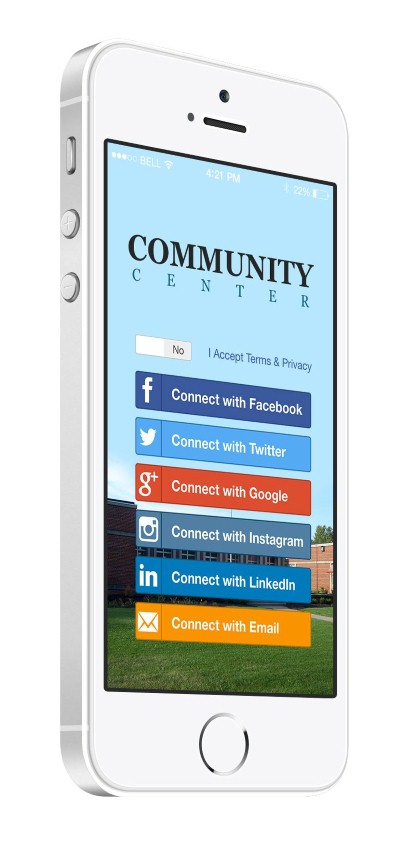 BELL 4:21 PM 22%
COMMUNITY
CENTER
No I Accept Terms & Privacy
f Connect with Facebook
Connect with Twitter
g+ Connect with Google
Connect with Instagram
in Connect with LinkedIn
Connect with Email